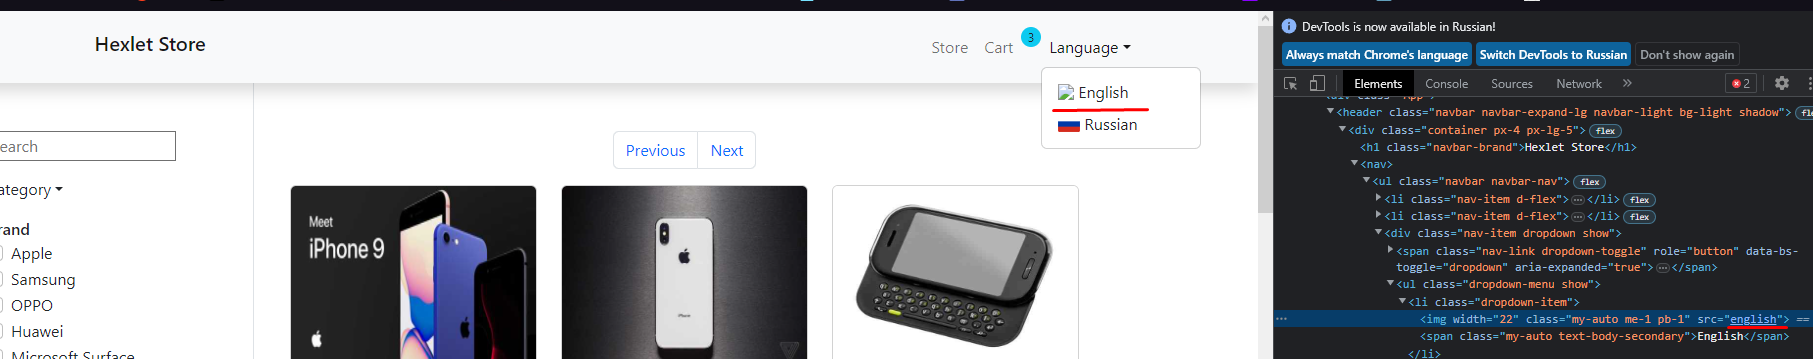 Hexlet Store
Store Cart 3 Language
English
Russian
earch
ategory
rand
Apple
Samsung
OPPO
Huawei
Microsoft Surface
Previous Next
Meet
iPhone 9
iPhone
DevTools is now available in Russian!
Always match Chrome's language Switch DevTools to Russian Don't show again
Elements Console Sources Network » 2
<header class="navbar navbar-expand-lg navbar-light bg-light shadow">
<div class="container px-4 px-lg-5"> flex
<h1 class="navbar-brand">Hexlet Store</h1>
<nav>
<ul class="navbar navbar-nav"> flex
<li class="nav-item d-flex"> … </li> flex
<li class="nav-item d-flex"> … </li> flex
<div class="nav-item dropdown show">
<span class="nav-link dropdown-toggle" role="button" data-bs-
toggle="dropdown" aria-expanded="true"> … </span>
<ul class="dropdown-menu show">
<li class="dropdown-item">
… <img width="22" class="my-auto me-1 pb-1" src="english"> ==
<span class="my-auto text-body-secondary">English</span>
</li>